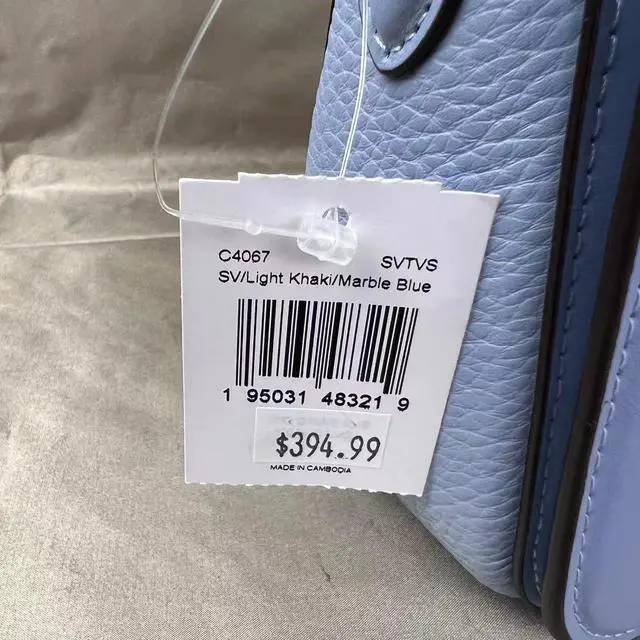 C4067 SVTVS
SV/Light Khaki/Marble Blue
1 95031 48321 9
$394.99
MADE IN CAMBODIA